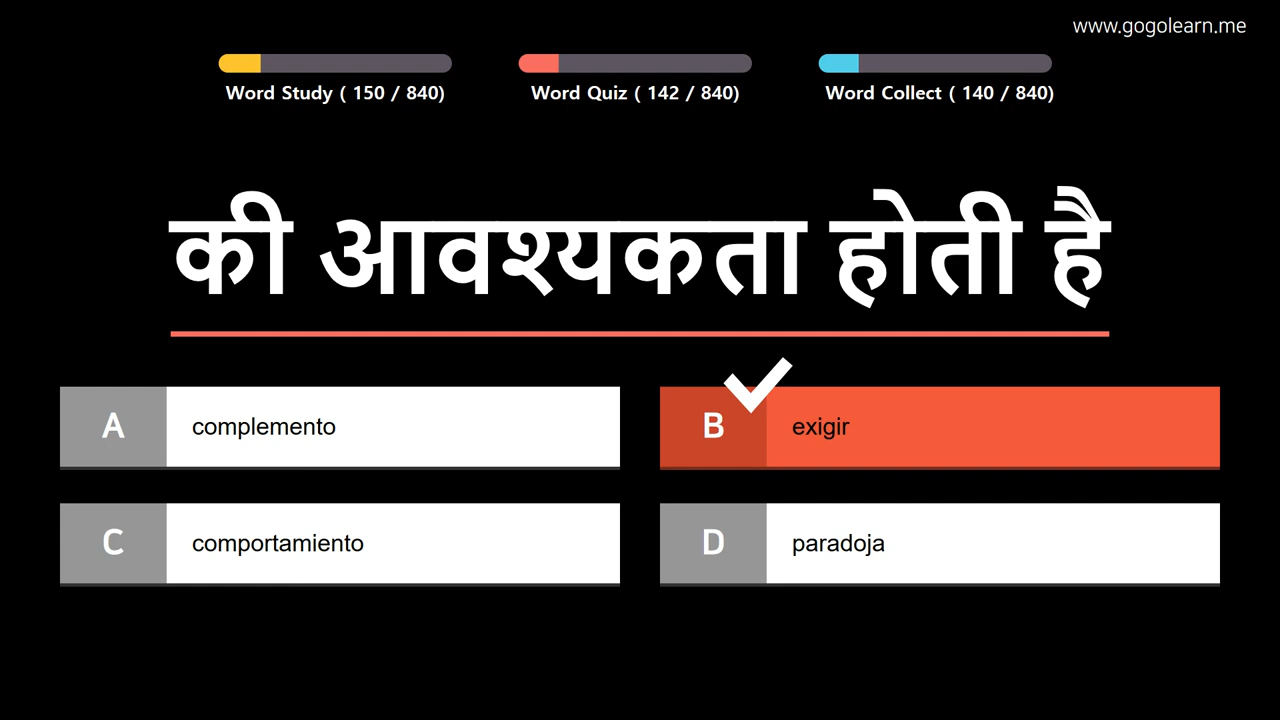 www.gogolearn.me
Word Study ( 150 / 840)
Word Quiz ( 142 / 840)
Word Collect ( 140 / 840)
की आवश्यकता होती है
A complemento
B exigir
C comportamiento
D paradoja